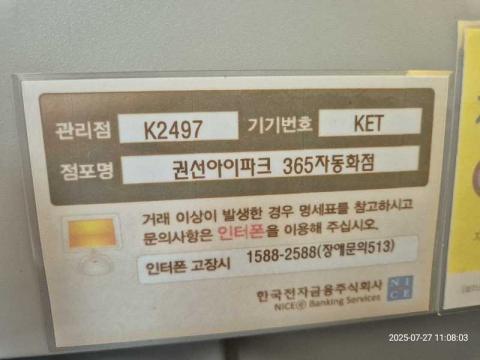 관리점 K2497 기기번호 KET
점포명 권선아이파크 365자동화점
거래 이상이 발생한 경우 명세표를 참고하시고
문의사항은 인터폰을 이용해 주십시오.
인터폰 고장시 1588-2588(장애문의513)
한국전자금융주식회사
NICE㉿ Banking Services
NI
CE
2025-07-27 11:08:03